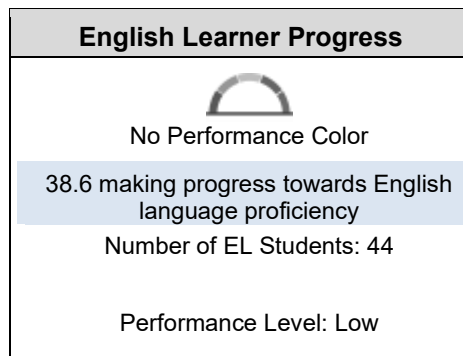 English Learner Progress
No Performance Color
38.6 making progress towards English
language proficiency
Number of EL Students: 44
Performance Level: Low